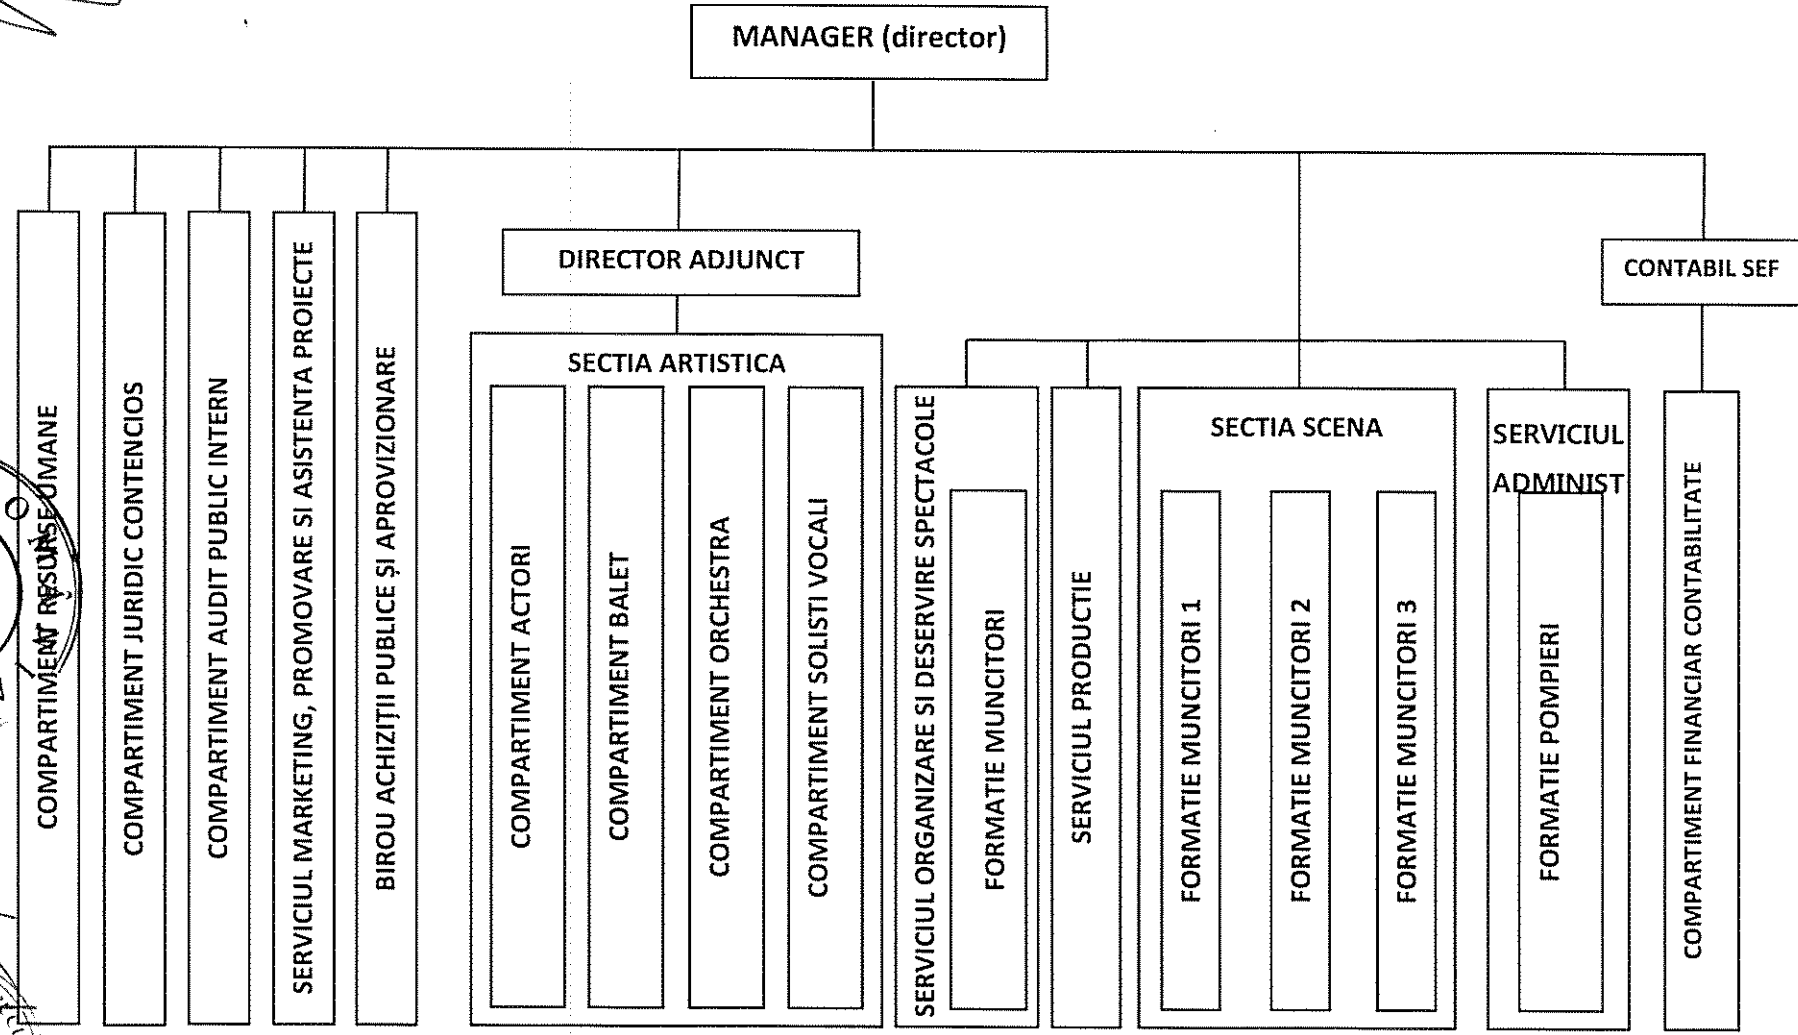 MANAGER (director)
COMPARTIMENT RESURSE UMANE
COMPARTIMENT JURIDIC CONTENCIOS
COMPARTIMENT AUDIT PUBLIC INTERN
SERVICIUL MARKETING, PROMOVARE SI ASISTENTA PROIECTE
BIROU ACHIZIȚII PUBLICE ȘI APROVIZIONARE
DIRECTOR ADJUNCT
SECTIA ARTISTICA
COMPARTIMENT ACTORI
COMPARTIMENT BALET
COMPARTIMENT ORCHESTRA
COMPARTIMENT SOLISTI VOCALI
SERVICIUL ORGANIZARE SI DESERVIRE SPECTACOLE
FORMATIE MUNCITORI
SERVICIUL PRODUCTIE
SECTIA SCENA
FORMATIE MUNCITORI 1
FORMATIE MUNCITORI 2
FORMATIE MUNCITORI 3
SERVICIUL
ADMINIST
FORMATIE POMPIERI
CONTABIL SEF
COMPARTIMENT FINANCIAR CONTABILITATE